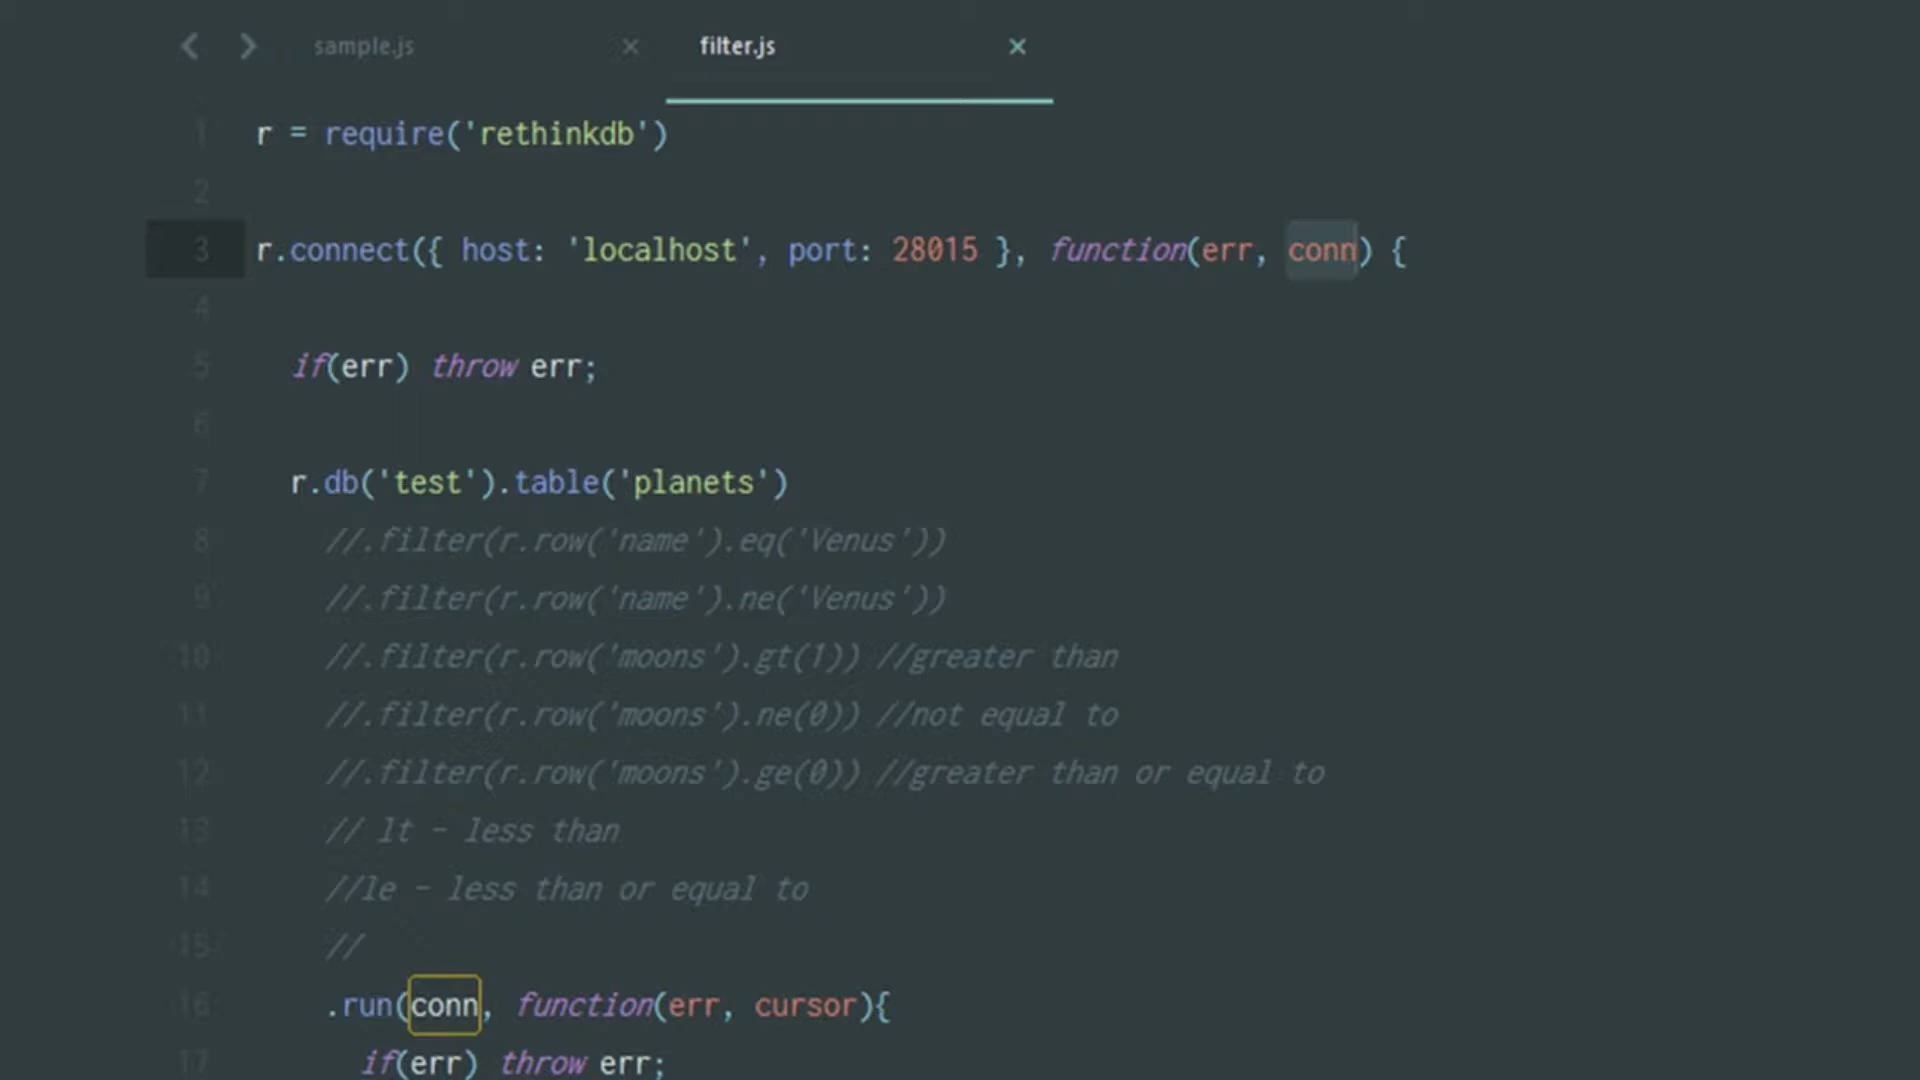 sample.js
filter.js
1 r = require('rethinkdb')
2
3 r.connect({ host: 'localhost', port: 28015 }, function(err, conn) {
4
5 if(err) throw err;
6
7 r.db('test').table('planets')
8 //.filter(r.row('name').eq('Venus'))
9 //.filter(r.row('name').ne('Venus'))
10 //.filter(r.row('moons').gt(1)) //greater than
11 //.filter(r.row('moons').ne(0)) //not equal to
12 //.filter(r.row('moons').ge(0)) //greater than or equal to
13 // lt - less than
14 //le - less than or equal to
15 //
16 .run(conn, function(err, cursor){
17 if(err) throw err;